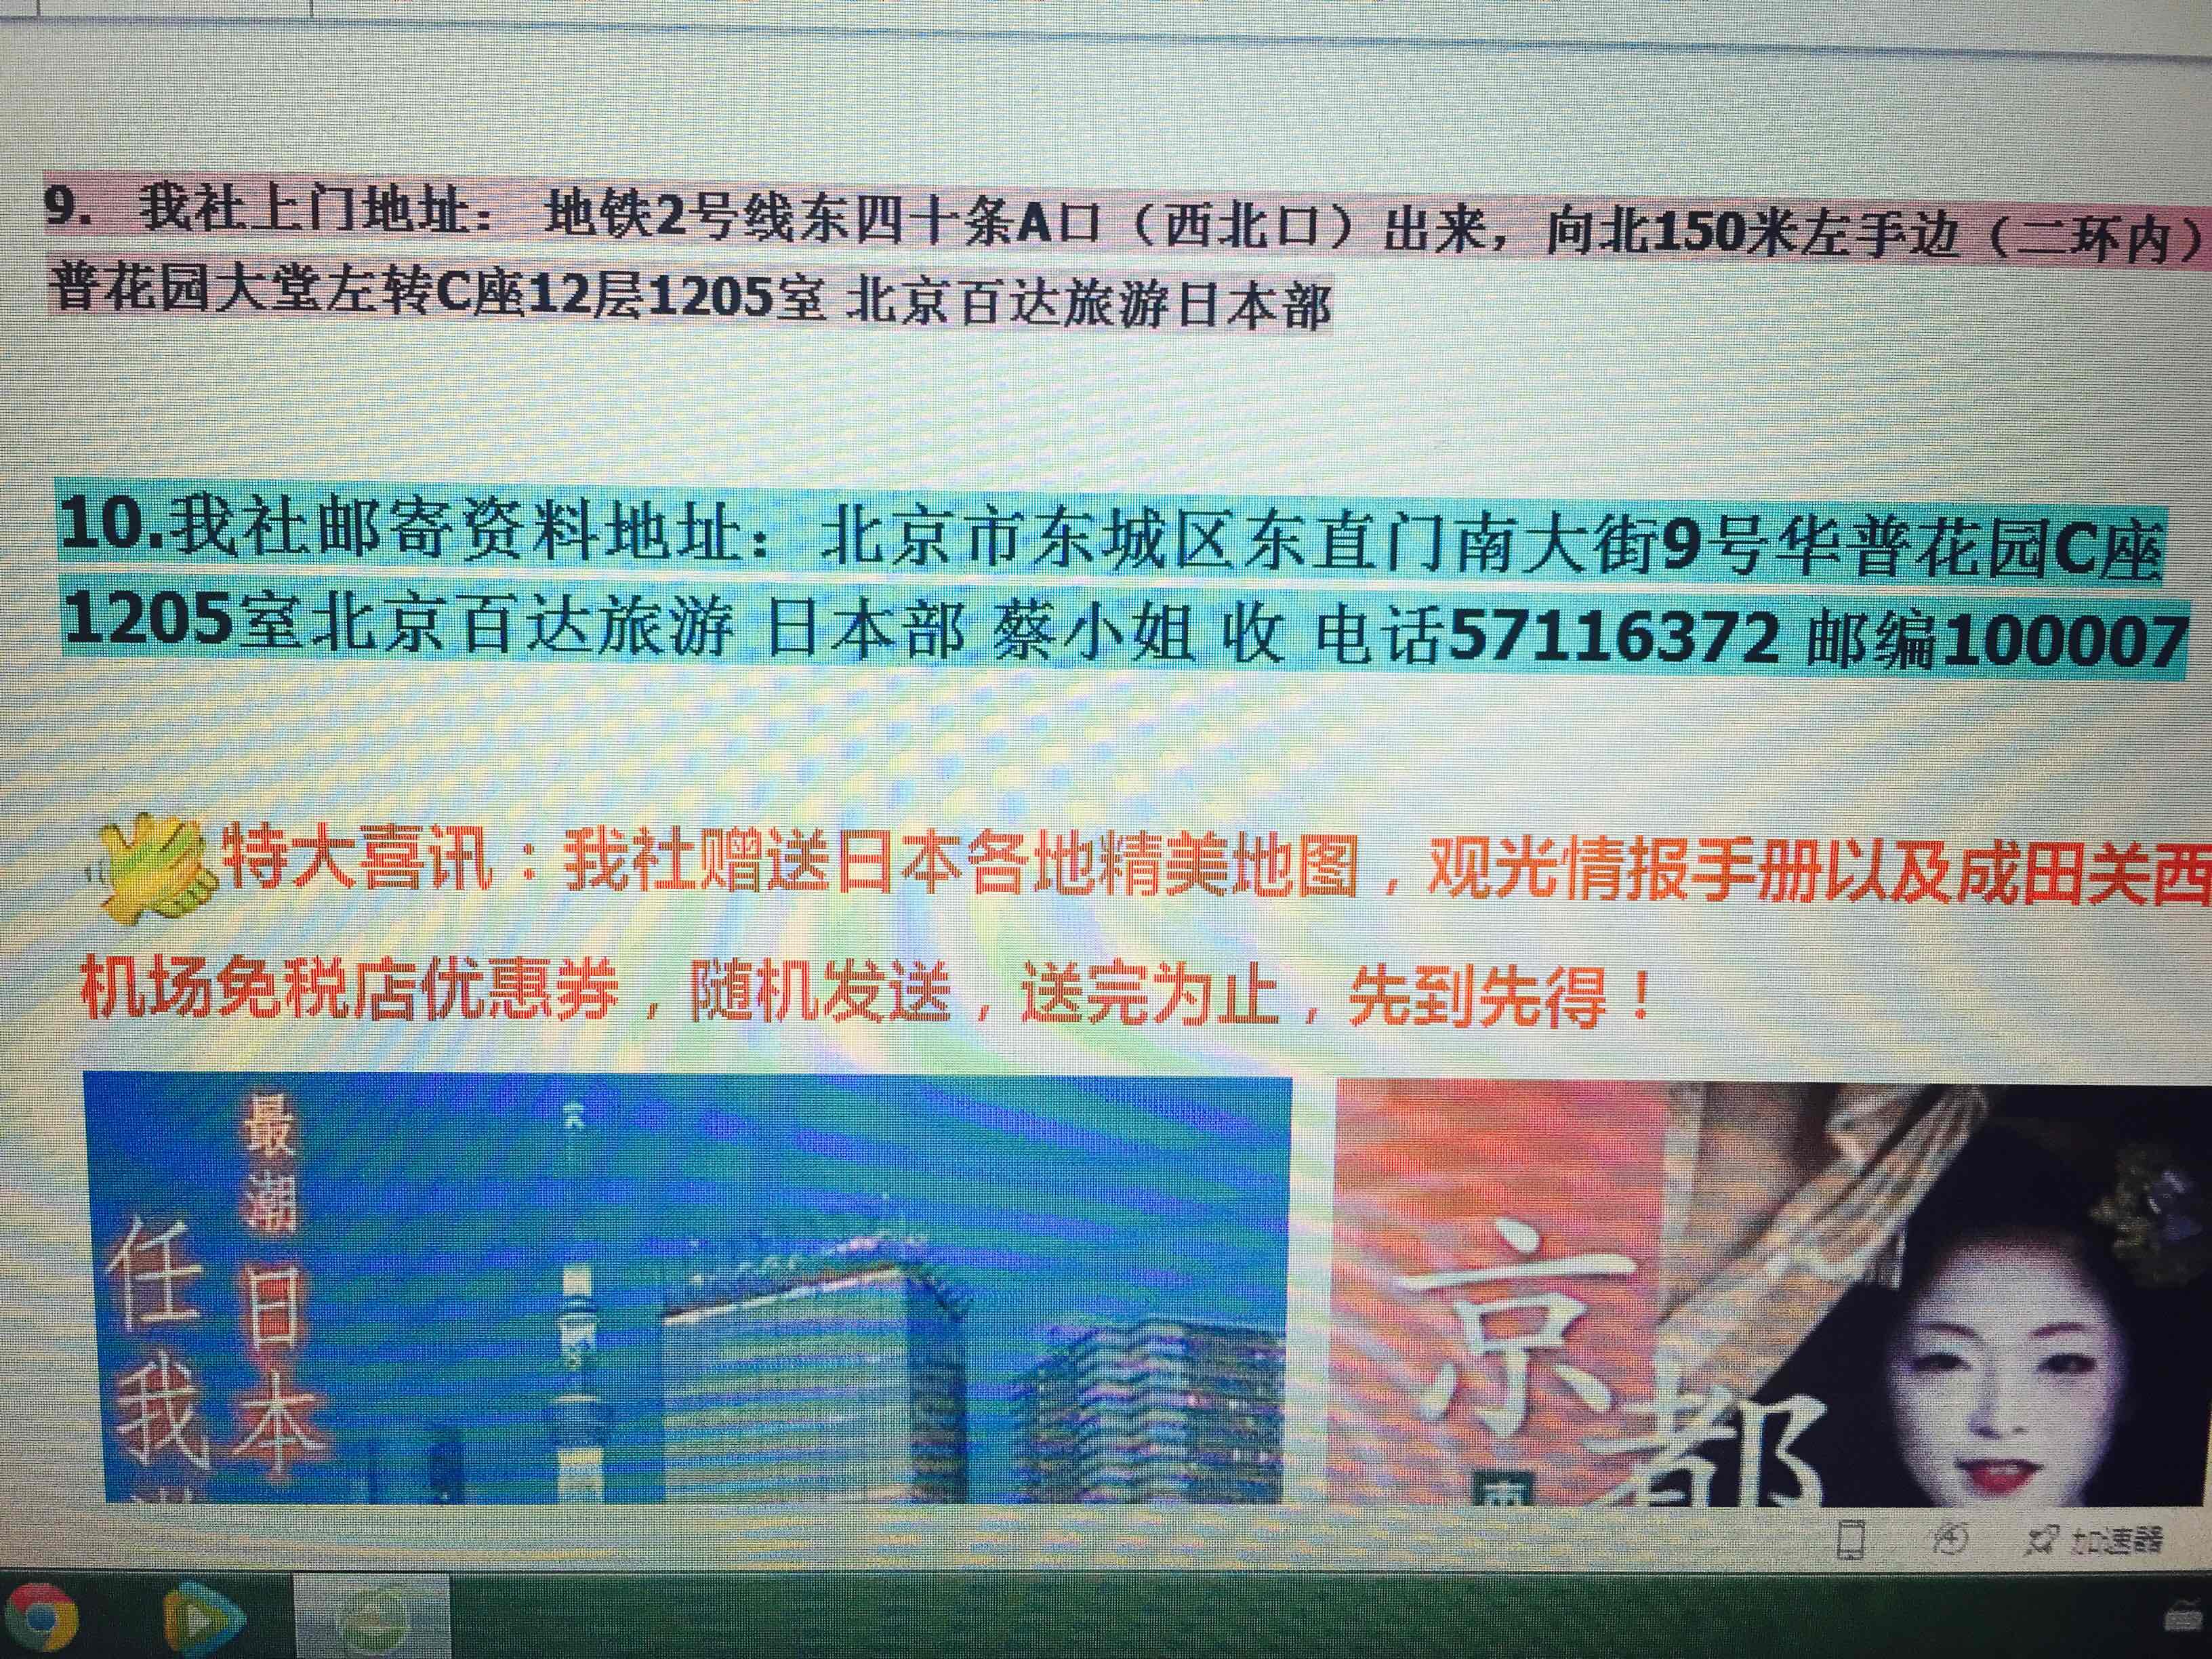 9. 我社上门地址： 地铁2号线东四十条A口（西北口）出来，向北150米左手边（二环内）
普花园大堂左转C座12层1205室 北京百达旅游日本部
10.我社邮寄资料地址： 北京市东城区东直门南大街9号华普花园C座
1205室北京百达旅游 日本部 蔡小姐 收 电话57116372 邮编100007
特大喜讯：我社赠送日本各地精美地图，观光情报手册以及成田关西
机场免税店优惠券，随机发送，送完为止，先到先得！
最潮日本
任我
京都
加速器